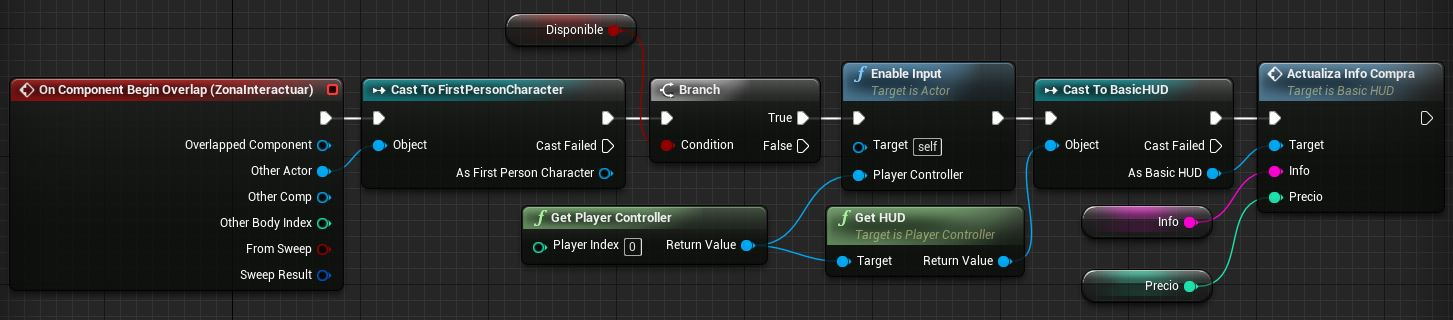 Disponible
On Component Begin Overlap (ZonaInteractuar)
Overlapped Component
Other Actor
Other Comp
Other Body Index
From Sweep
Sweep Result
Cast To FirstPersonCharacter
Object
Cast Failed
As First Person Character
Branch
True
Condition
False
Get Player Controller
Player Index 0
Return Value
f Enable Input
Target is Actor
Target self
Player Controller
f Get HUD
Target is Player Controller
Target
Return Value
Cast To BasicHUD
Object
Cast Failed
As Basic HUD
Info
Precio
Actualiza Info Compra
Target is Basic HUD
Target
Info
Precio